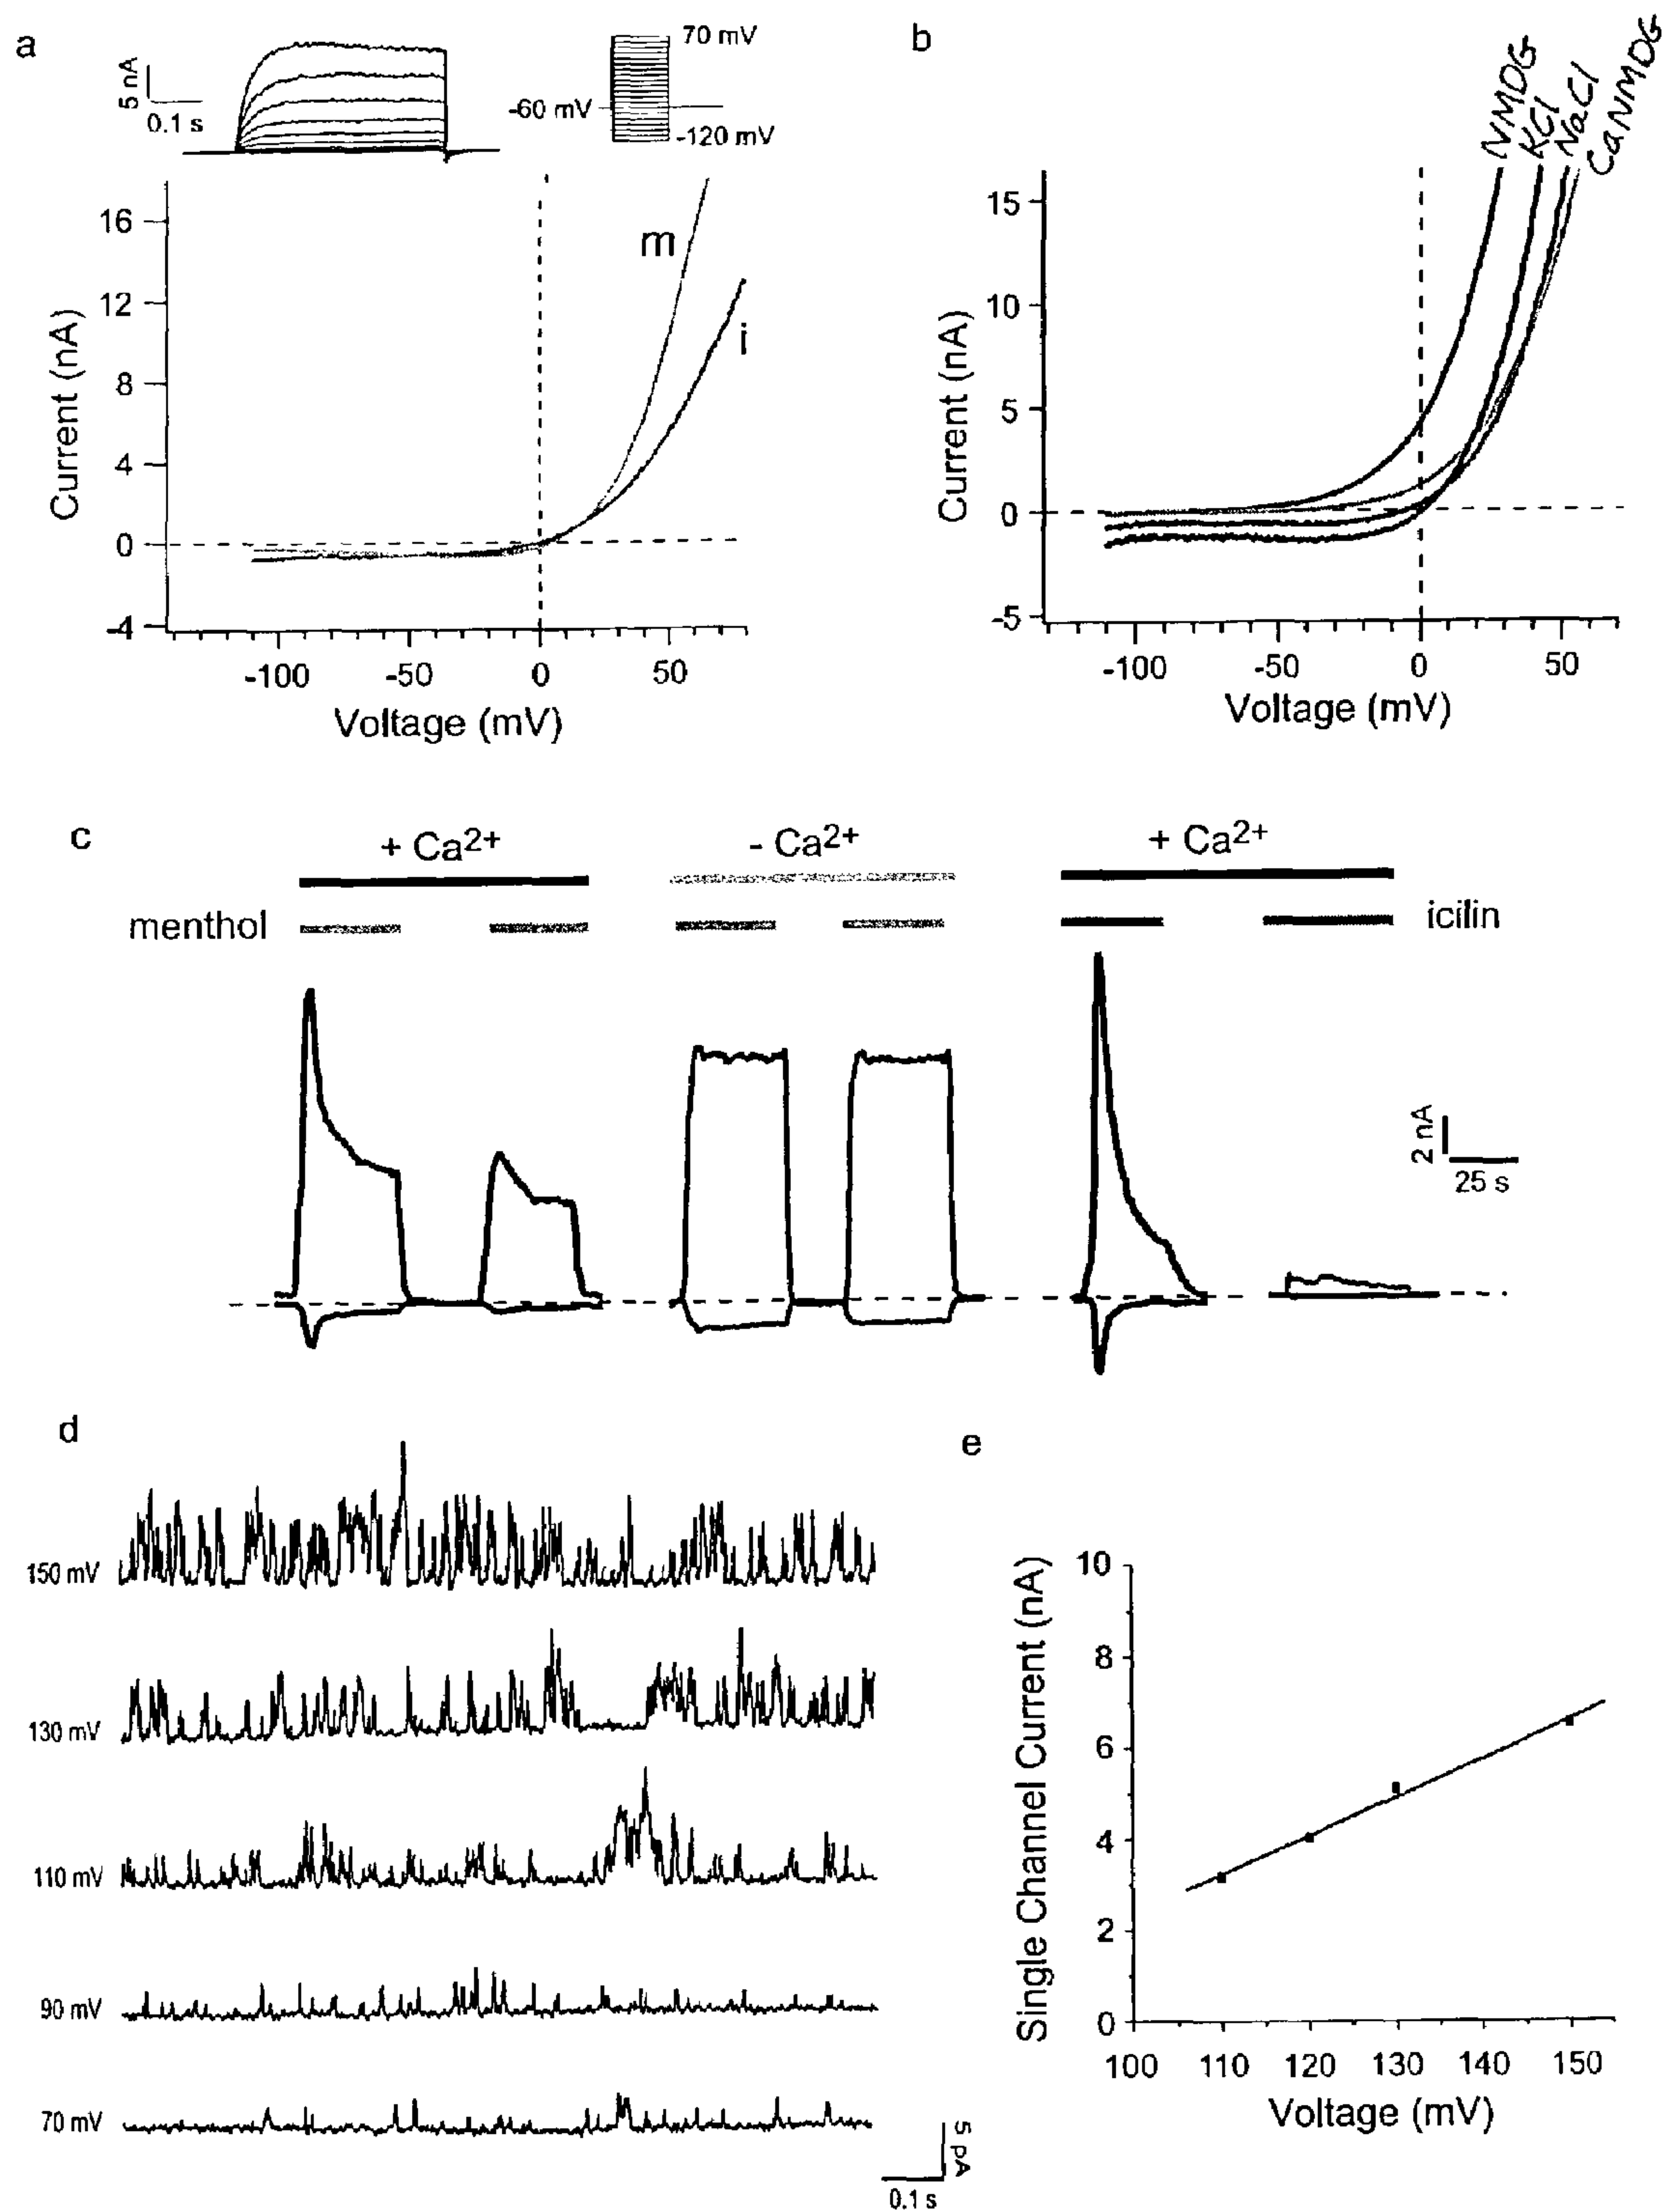 a
5 nA
0.1 s
70 mV
-60 mV
-120 mV
16
12
8
4
0
-4
Current (nA)
m
i
-100 -50 0 50
Voltage (mV)
b
NMDG
KCl
NaCl
CaNMDG
15
10
5
0
-5
Current (nA)
-100 -50 0 50
Voltage (mV)
c
+ Ca2+ - Ca2+ + Ca2+
menthol icilin
2 nA
25 s
d
150 mV
130 mV
110 mV
90 mV
70 mV
5 pA
0.1 s
e
Single Channel Current (nA)
10
8
6
4
2
0
100 110 120 130 140 150
Voltage (mV)